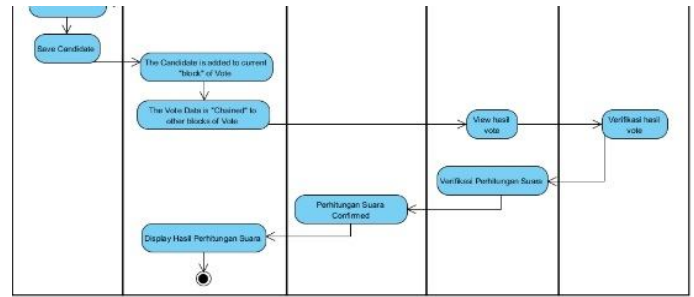 Save Candidate
The Candidate is added to current
"block" of Vote
The Vote Data is "Chained" to
other blocks of Vote
View hasil
vote
Verifikasi hasil
vote
Verifikasi Perhitungan Suara
Perhitungan Suara
Confirmed
Display Hasil Perhitungan Suara